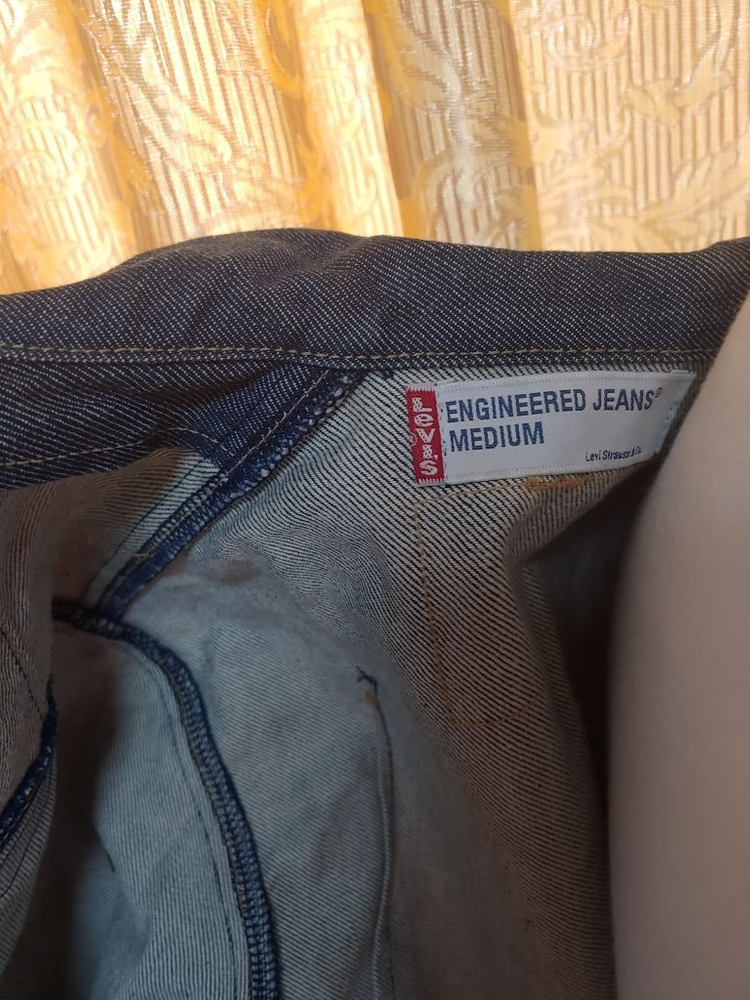 LEVI'S
ENGINEERED JEANS®
MEDIUM
Levi Strauss & Co.